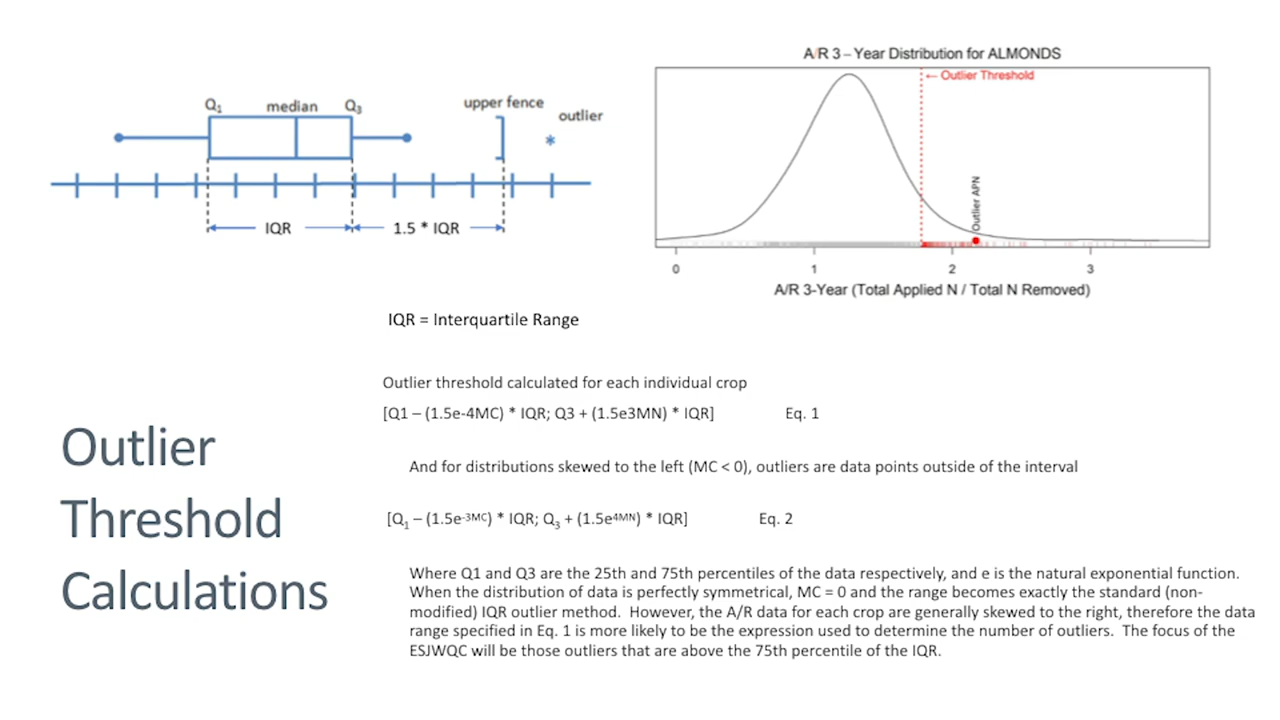 Q1 median Q3
upper fence
outlier
*
IQR
1.5 * IQR
A/R 3 – Year Distribution for ALMONDS
← Outlier Threshold
Outlier APN
0 1 2 3
A/R 3-Year (Total Applied N / Total N Removed)
IQR = Interquartile Range
Outlier threshold calculated for each individual crop
[Q1 – (1.5e-4MC) * IQR; Q3 + (1.5e3MN) * IQR] Eq. 1
And for distributions skewed to the left (MC < 0), outliers are data points outside of the interval
[Q1 – (1.5e-3MC) * IQR; Q3 + (1.5e4MN) * IQR] Eq. 2
Where Q1 and Q3 are the 25th and 75th percentiles of the data respectively, and e is the natural exponential function.
When the distribution of data is perfectly symmetrical, MC = 0 and the range becomes exactly the standard (non-
modified) IQR outlier method. However, the A/R data for each crop are generally skewed to the right, therefore the data
range specified in Eq. 1 is more likely to be the expression used to determine the number of outliers. The focus of the
ESJWQC will be those outliers that are above the 75th percentile of the IQR.
Outlier
Threshold
Calculations